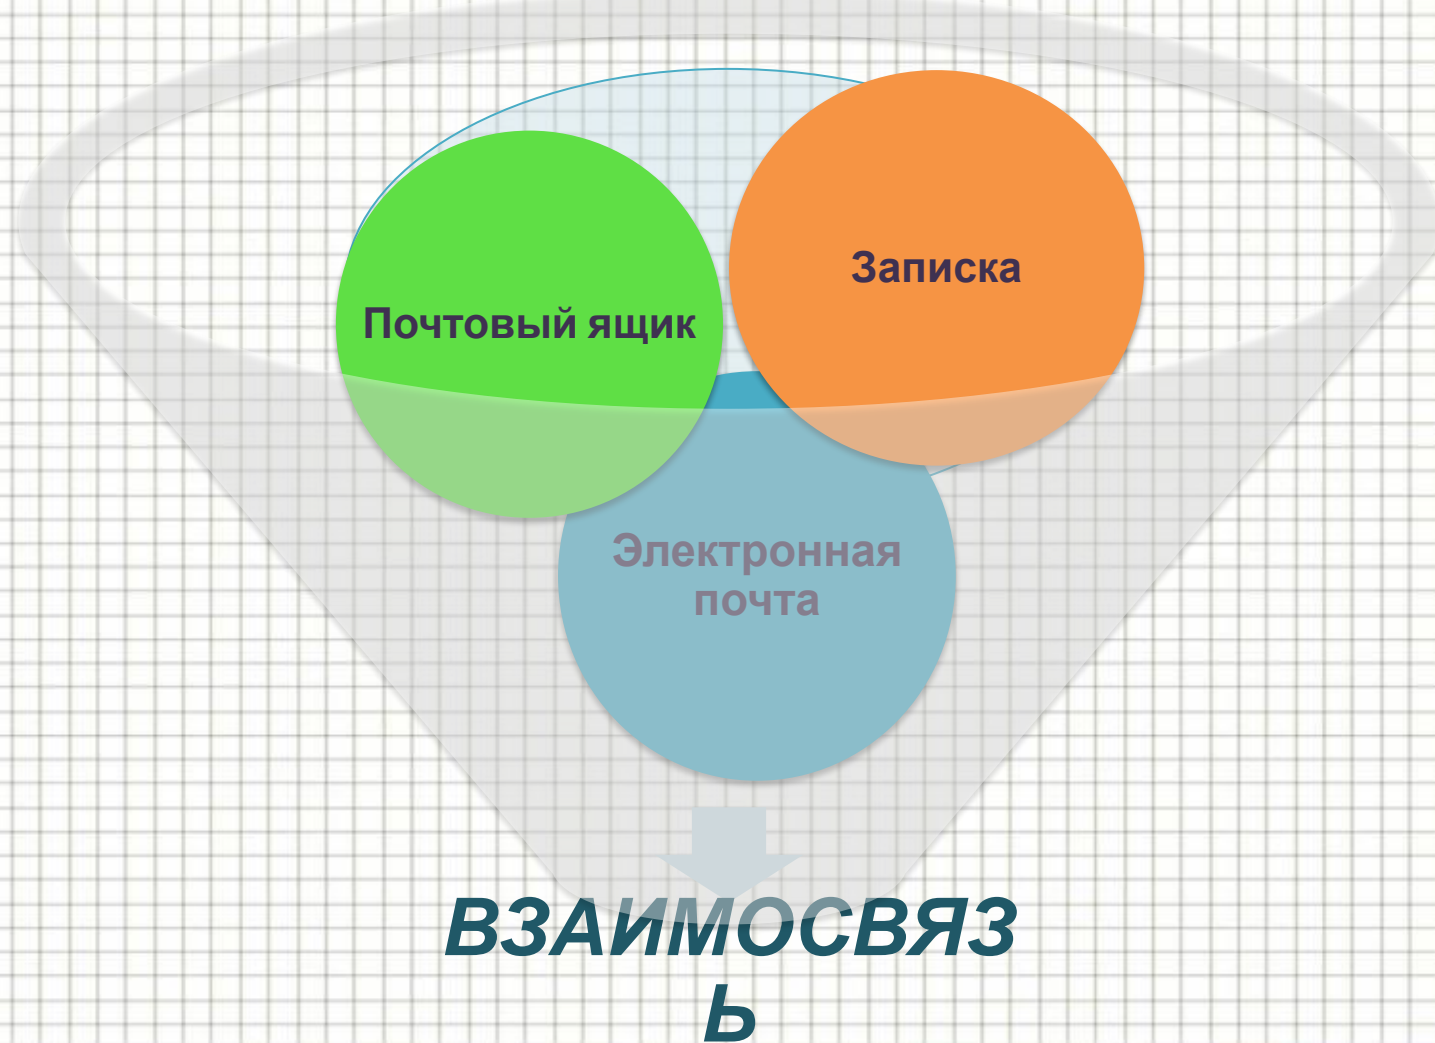 Записка
Почтовый ящик
Электронная
почта
ВЗАИМОСВЯЗ
Ь